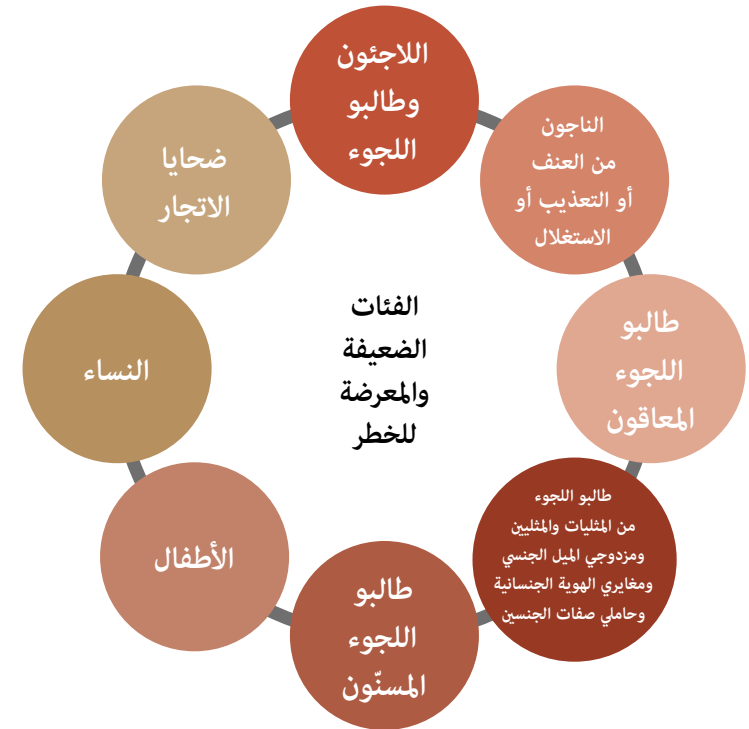 الفئات
الضعيفة
والمعرضة
للخطر
اللاجئون
وطالبو
اللجوء
الناجون
من العنف
أو التعذيب أو
الاستغلال
طالبو
اللجوء
المعاقون
طالبو اللجوء
من المثليات والمثليين
ومزدوجي الميل الجنسي
ومغايري الهوية الجنسانية
وحاملي صفات الجنسين
طالبو
اللجوء
المسنّون
الأطفال
النساء
ضحايا
الاتجار